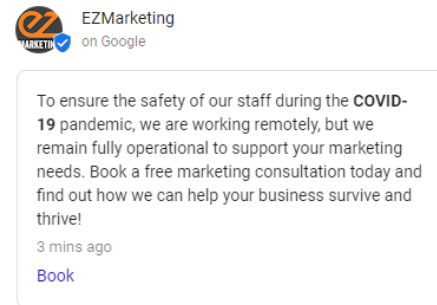 ez
MARKETIN
EZMarketing
on Google
To ensure the safety of our staff during the COVID-
19 pandemic, we are working remotely, but we
remain fully operational to support your marketing
needs. Book a free marketing consultation today and
find out how we can help your business survive and
thrive!
3 mins ago
Book